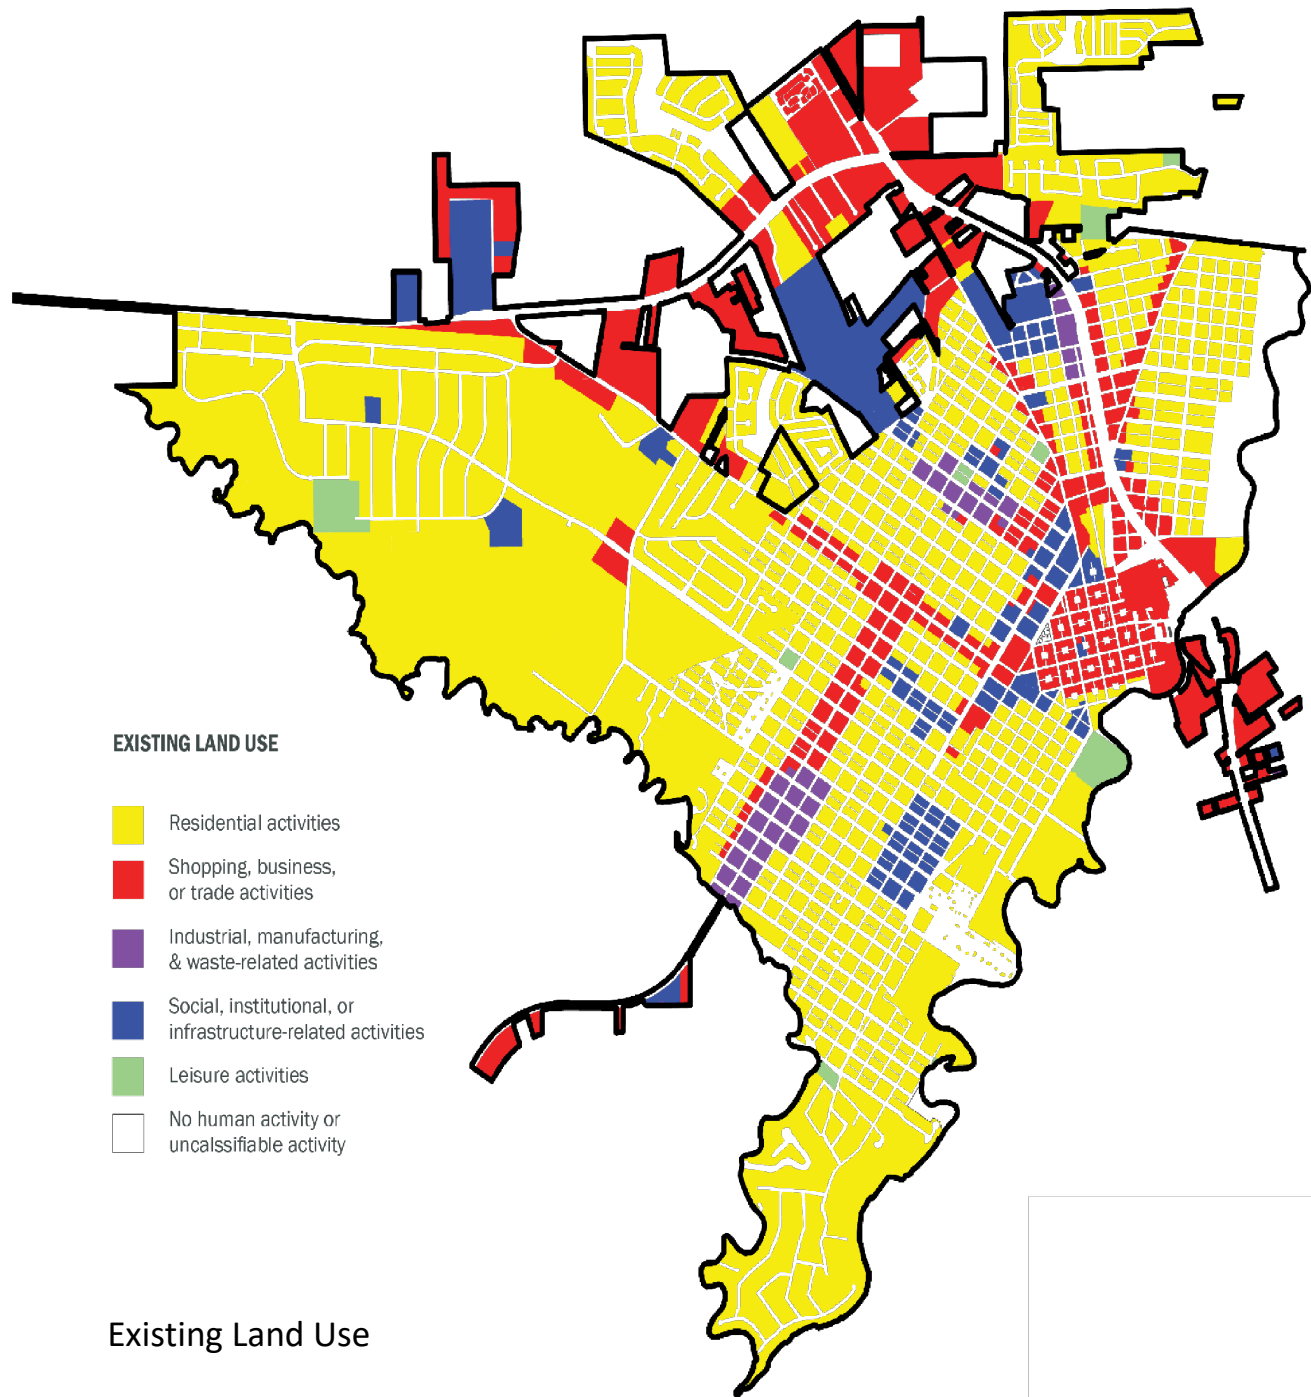 EXISTING LAND USE
Residential activities
Shopping, business,
or trade activities
Industrial, manufacturing,
& waste-related activities
Social, institutional, or
infrastructure-related activities
Leisure activities
No human activity or
uncalssifiable activity
Existing Land Use